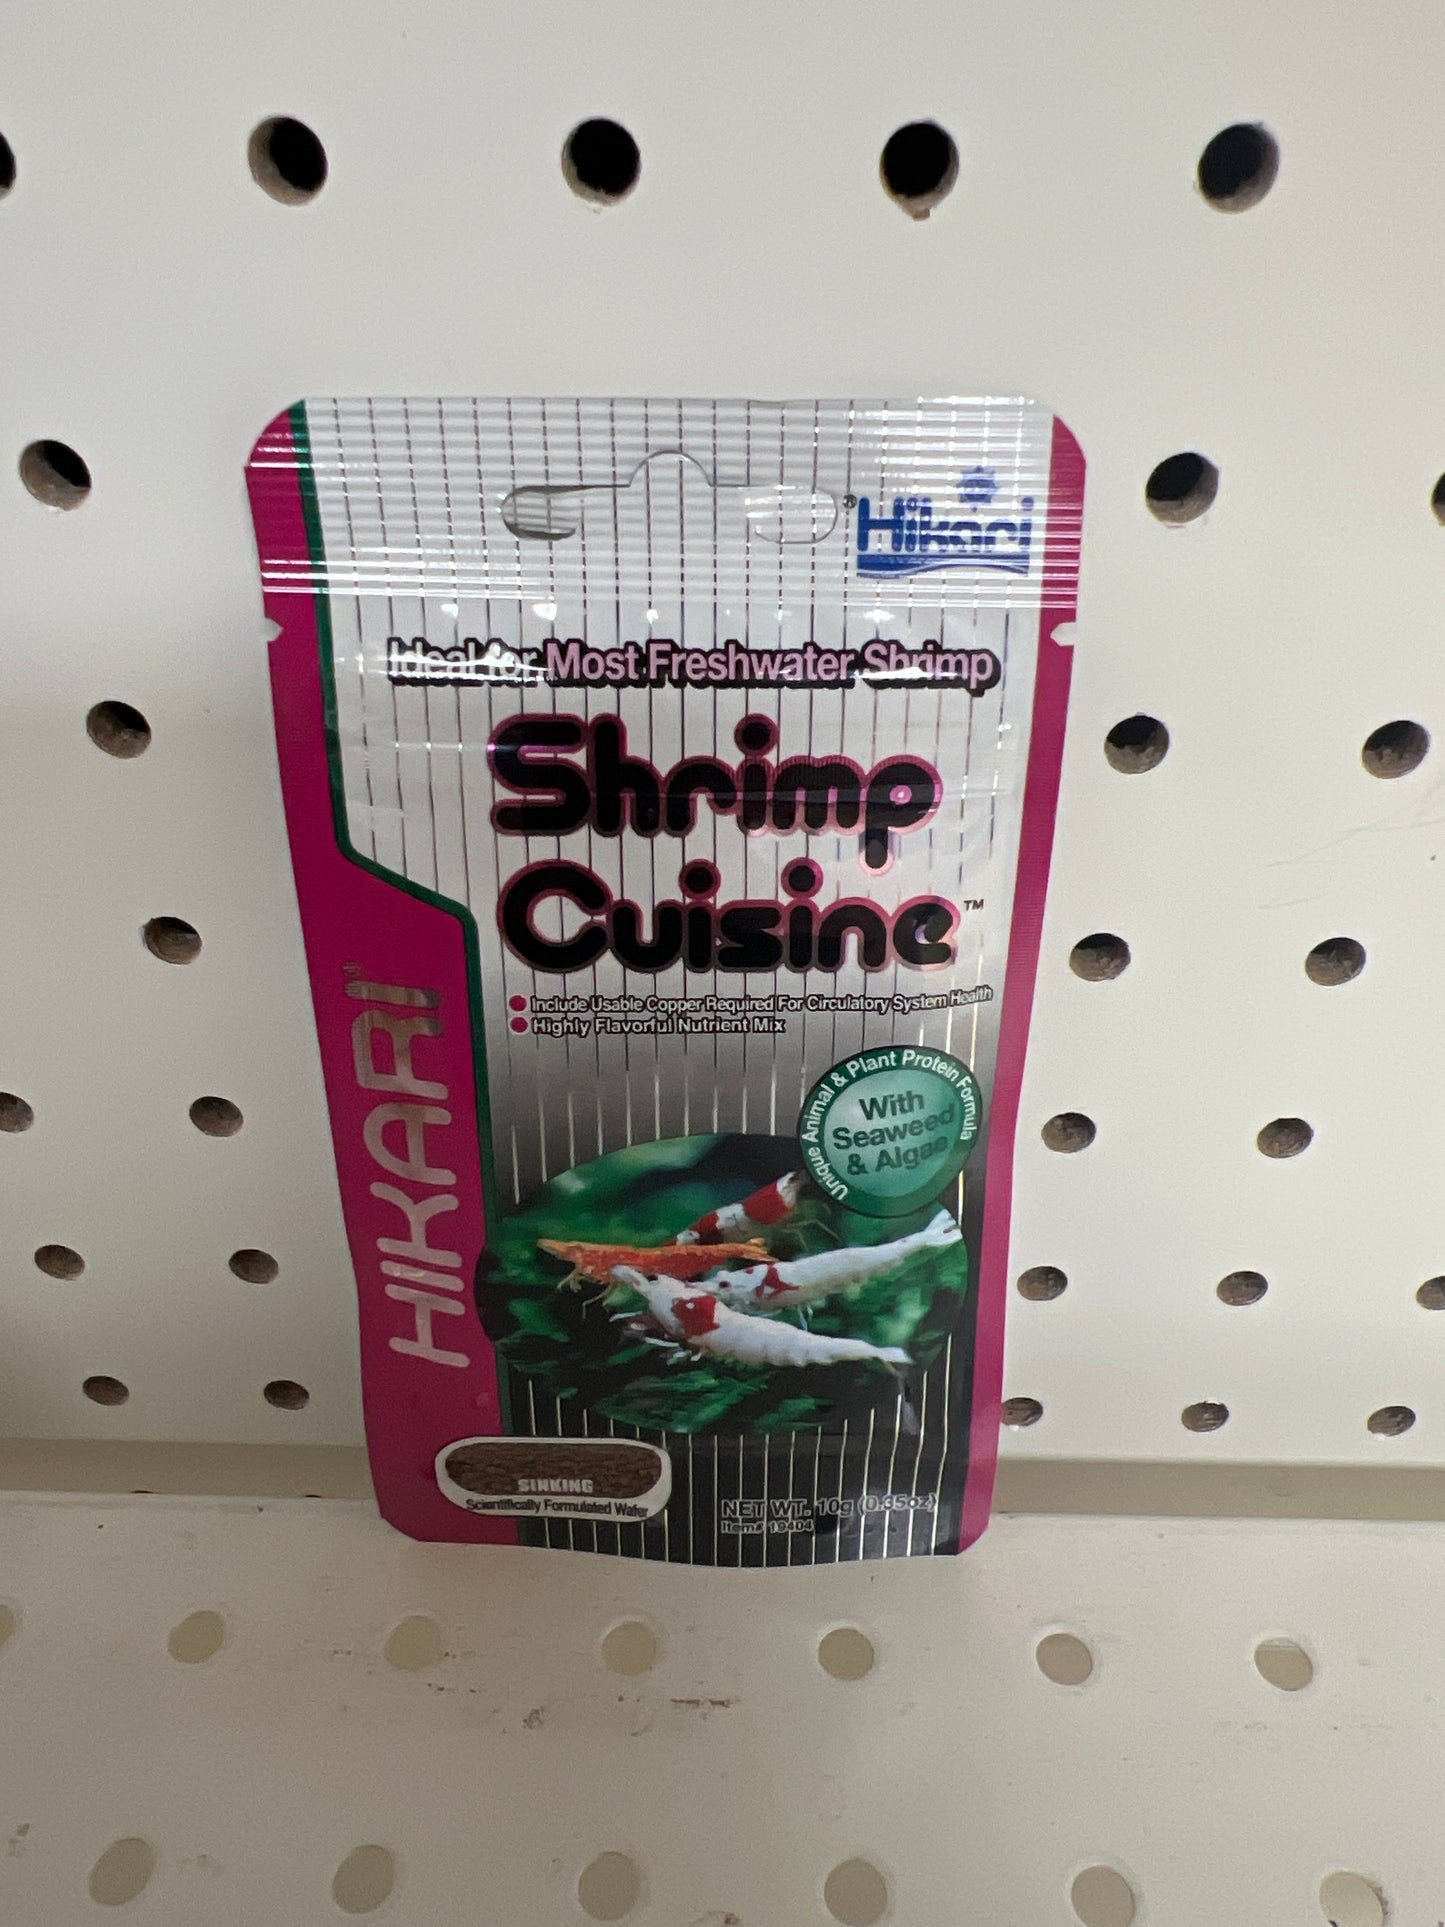 Hikari®
Ideal for Most Freshwater Shrimp
Shrimp
Cuisine™
Include Usable Copper Required For Circulatory System Health
Highly Flavorful Nutrient Mix
Unique Animal & Plant Protein Formula
With
Seaweed
& Algae
HIKARI®
SINKING
Scientifically Formulated Wafer
NET WT. 10g (0.35oz)
Item# 19404